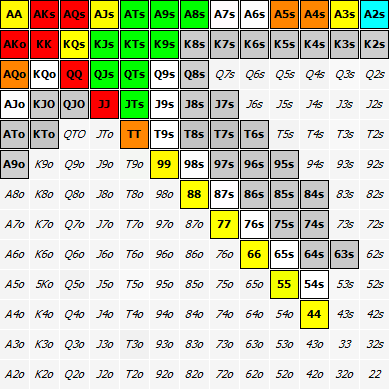 AA AKs AQs AJs ATs A9s A8s A7s A6s A5s A4s A3s A2s
AKo KK KQs KJs KTs K9s K8s K7s K6s K5s K4s K3s K2s
AQo KQo QQ QJs QTs Q9s Q8s Q7s Q6s Q5s Q4s Q3s Q2s
AJo KJO QJO JJ JTs J9s J8s J7s J6s J5s J4s J3s J2s
ATo KTo QTO JTo TT T9s T8s T7s T6s T5s T4s T3s T2s
A9o K9o Q9o J9o T9o 99 98s 97s 96s 95s 94s 93s 92s
A8o K8o Q8o J8o T8o 98o 88 87s 86s 85s 84s 83s 82s
A7o K7o Q7o J7o T7o 97o 87o 77 76s 75s 74s 73s 72s
A6o K6o Q6o J6o T6o 96o 86o 76o 66 65s 64s 63s 62s
A5o 5Ko Q5o J5o T5o 95o 85o 75o 65o 55 54s 53s 52s
A4o K4o Q4o J4o T4o 94o 84o 74o 64o 54o 44 43s 42s
A3o K3o Q3o J3o T3o 93o 83o 73o 63o 53o 43o 33 32s
A2o K2o Q2o J2o T2o 92o 82o 72o 62o 52o 42o 32o 22